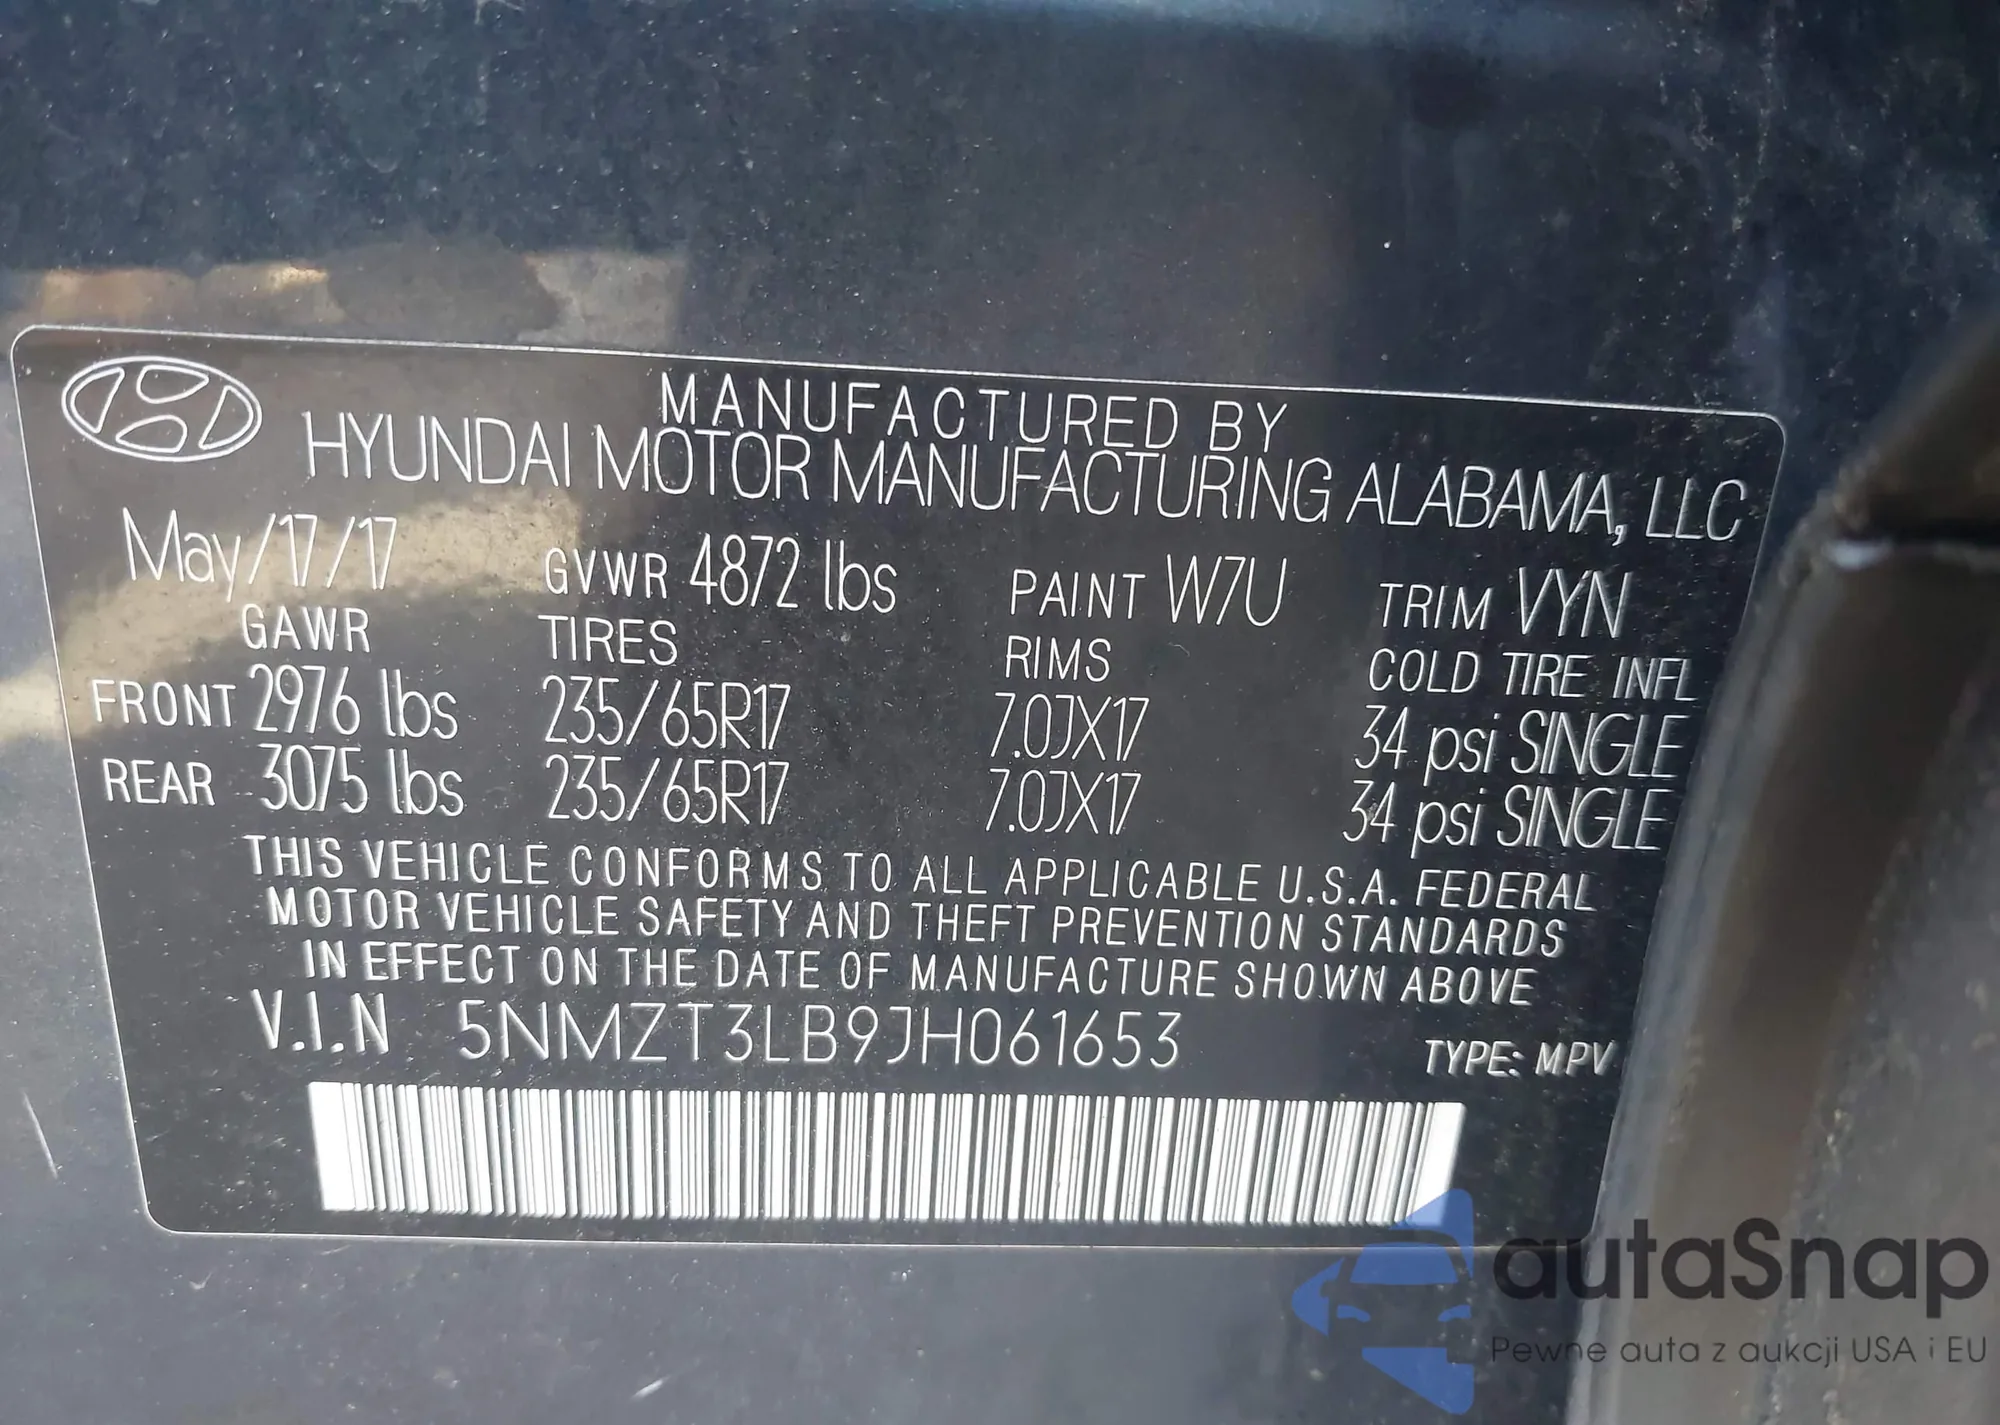 MANUFACTURED BY
HYUNDAI MOTOR MANUFACTURING ALABAMA, LLC
May/17/17 GVWR 4872 lbs PAINT W7U TRIM VYN
GAWR TIRES RIMS COLD TIRE INFL
FRONT 2976 lbs 235/65R17 7.0JX17 34 psi SINGLE
REAR 3075 lbs 235/65R17 7.0JX17 34 psi SINGLE
THIS VEHICLE CONFORMS TO ALL APPLICABLE U.S.A. FEDERAL
MOTOR VEHICLE SAFETY AND THEFT PREVENTION STANDARDS
IN EFFECT ON THE DATE OF MANUFACTURE SHOWN ABOVE
V.I.N 5NMZT3LB9JH061653
TYPE: MPV
autaSnap
Pewne auta z aukcji USA i EU